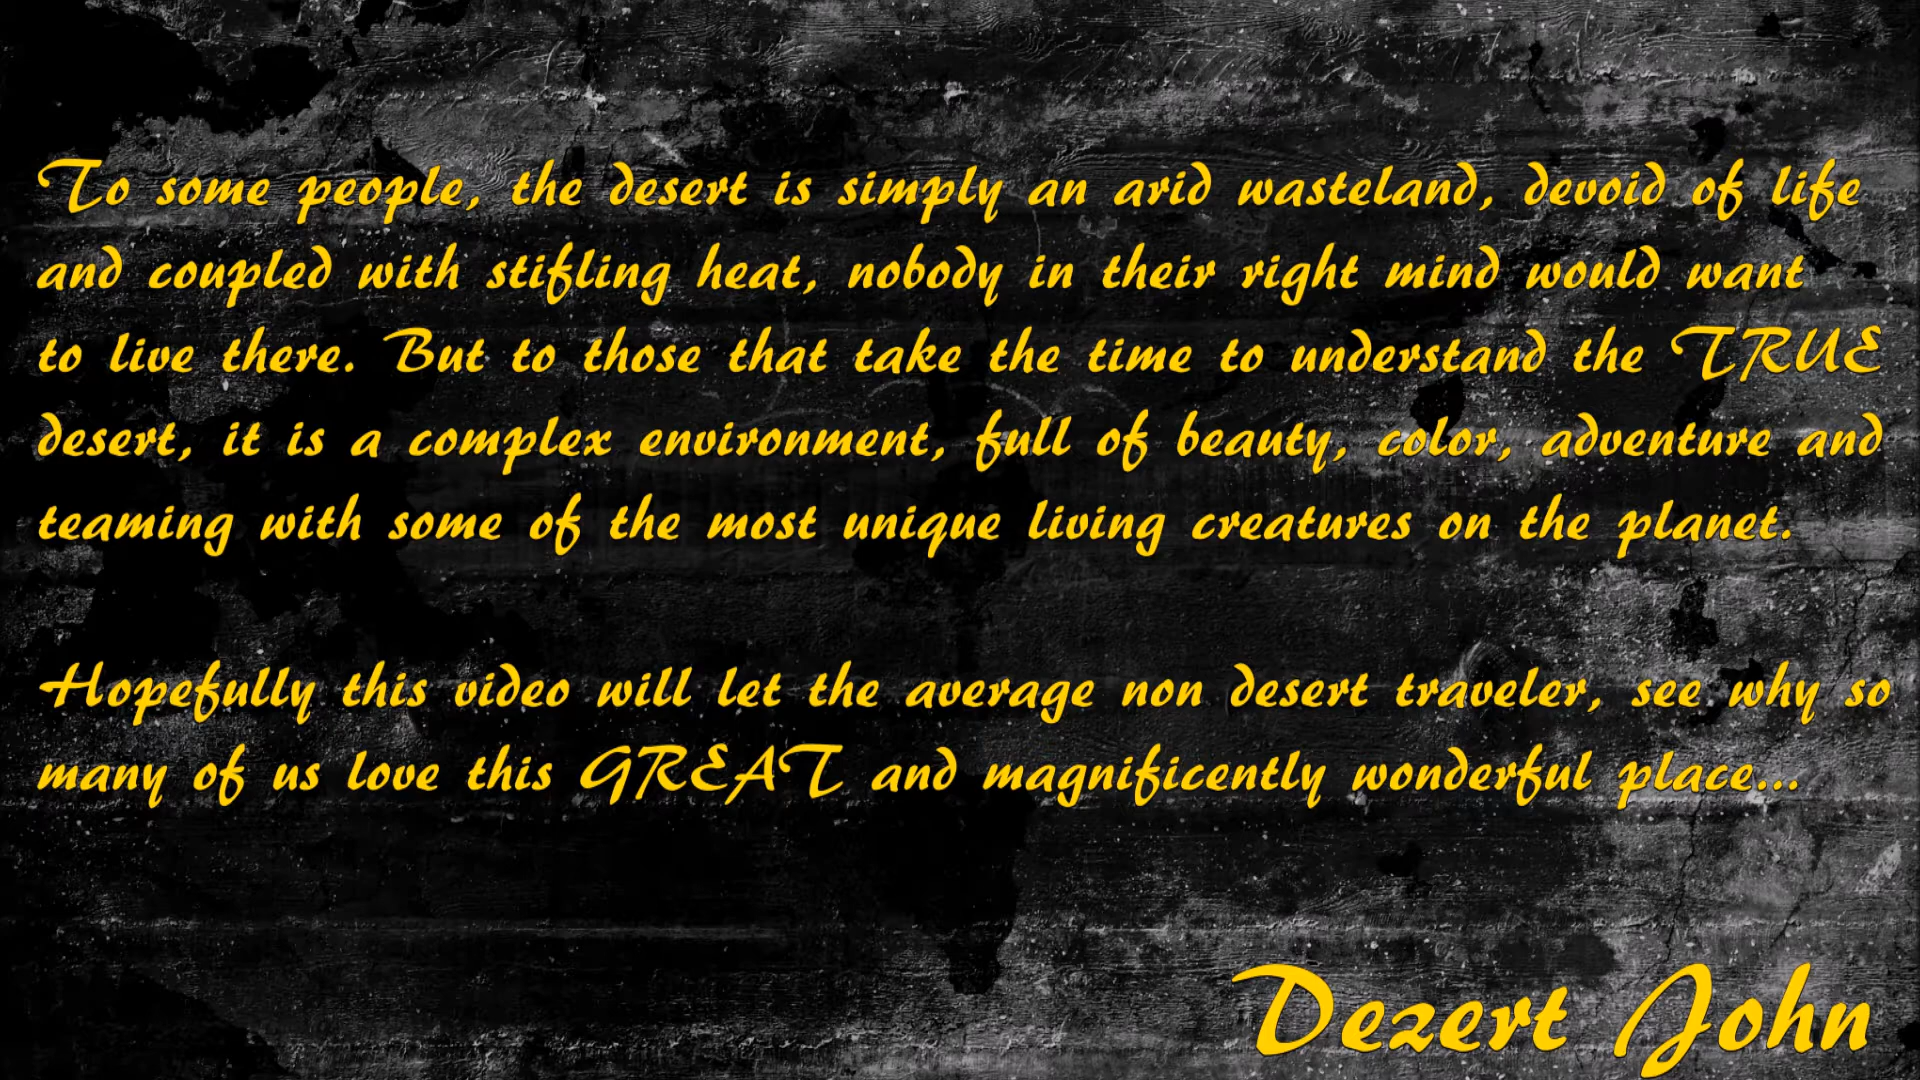 To some people, the desert is simply an arid wasteland, devoid of life
and coupled with stifling heat, nobody in their right mind would want
to live there. But to those that take the time to understand the TRUE
desert, it is a complex environment, full of beauty, color, adventure and
teaming with some of the most unique living creatures on the planet.
Hopefully this video will let the average non desert traveler, see why so
many of us love this GREAT and magnificently wonderful place...
Dezert John